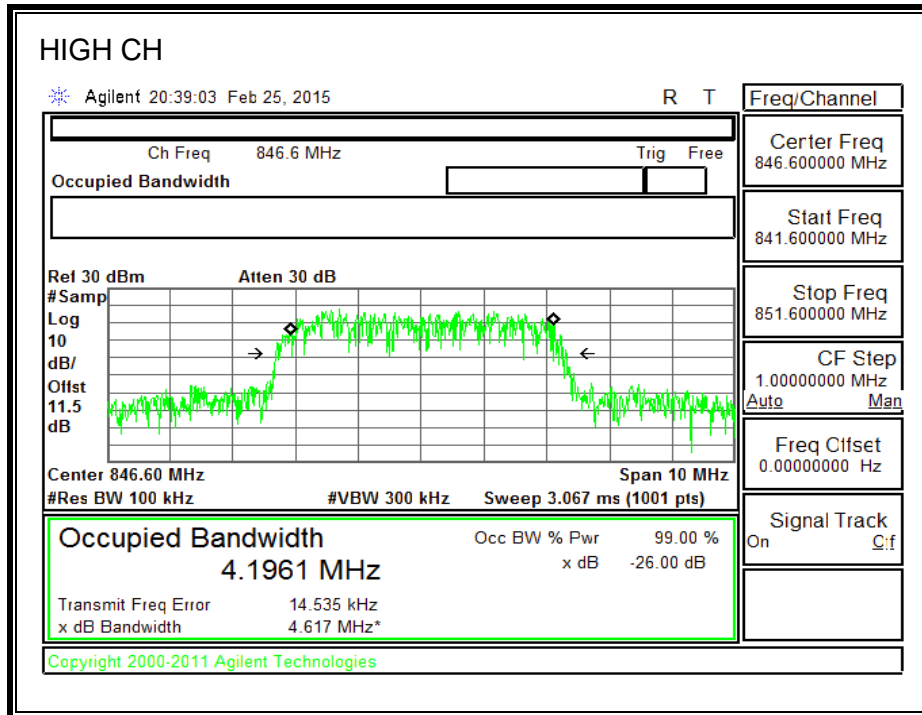 HIGH CH
Agilent 20:39:03 Feb 25, 2015 R T
Freq/Channel
Ch Freq 846.6 MHz Trig Free
Occupied Bandwidth
Center Freq
846.600000 MHz
Start Freq
841.600000 MHz
Stop Freq
851.600000 MHz
CF Step
1.00000000 MHz
Auto Man
Freq Offset
0.00000000 Hz
Signal Track
On Off
Ref 30 dBm Atten 30 dB
#Samp
Log
10
dB/
Offst
11.5
dB
Center 846.60 MHz Span 10 MHz
#Res BW 100 kHz #VBW 300 kHz Sweep 3.067 ms (1001 pts)
Occupied Bandwidth Occ BW % Pwr 99.00 %
4.1961 MHz x dB -26.00 dB
Transmit Freq Error 14.535 kHz
x dB Bandwidth 4.617 MHz*
Copyright 2000-2011 Agilent Technologies